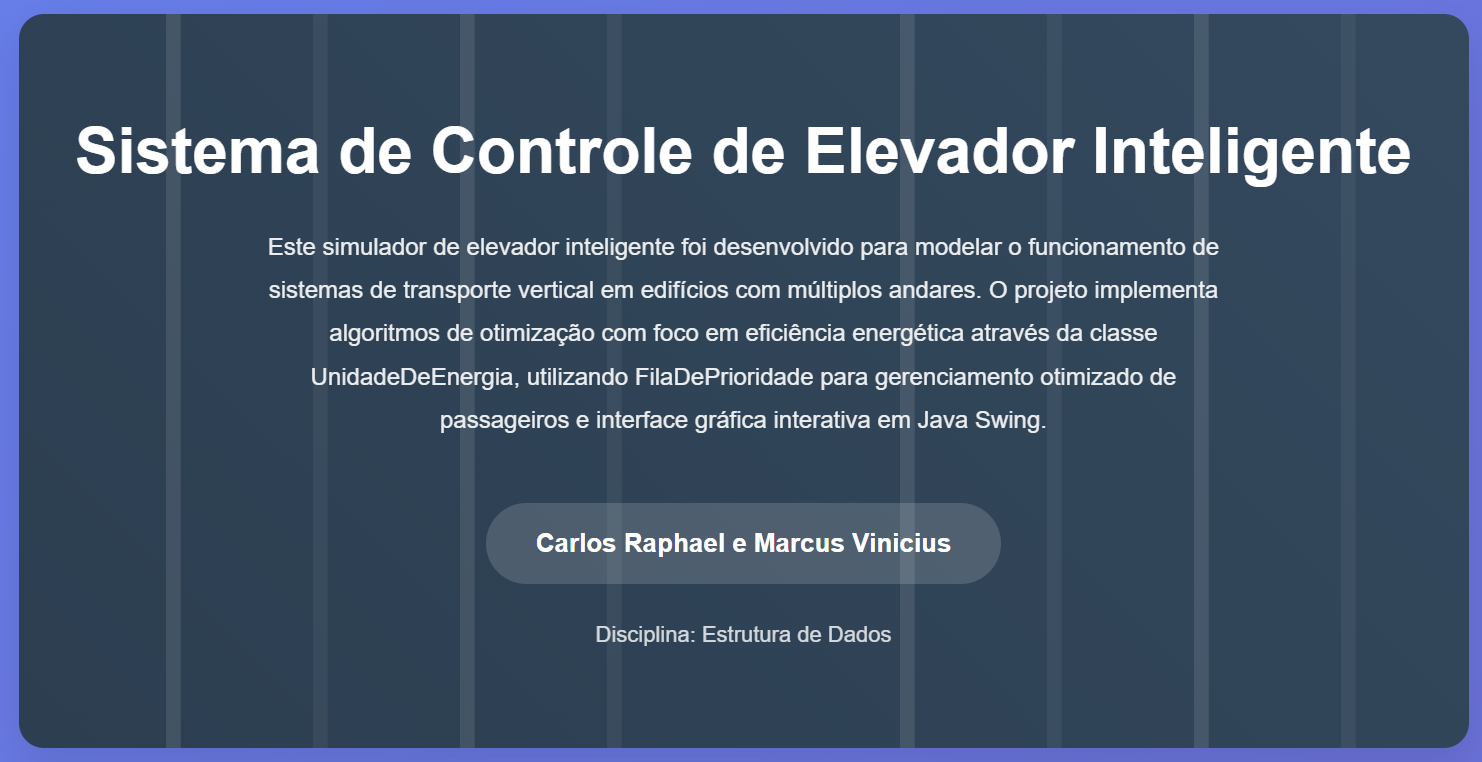 Sistema de Controle de Elevador Inteligente
Este simulador de elevador inteligente foi desenvolvido para modelar o funcionamento de
sistemas de transporte vertical em edifícios com múltiplos andares. O projeto implementa
algoritmos de otimização com foco em eficiência energética através da classe
UnidadeDeEnergia, utilizando FilaDePrioridade para gerenciamento otimizado de
passageiros e interface gráfica interativa em Java Swing.
Carlos Raphael e Marcus Vinicius
Disciplina: Estrutura de Dados